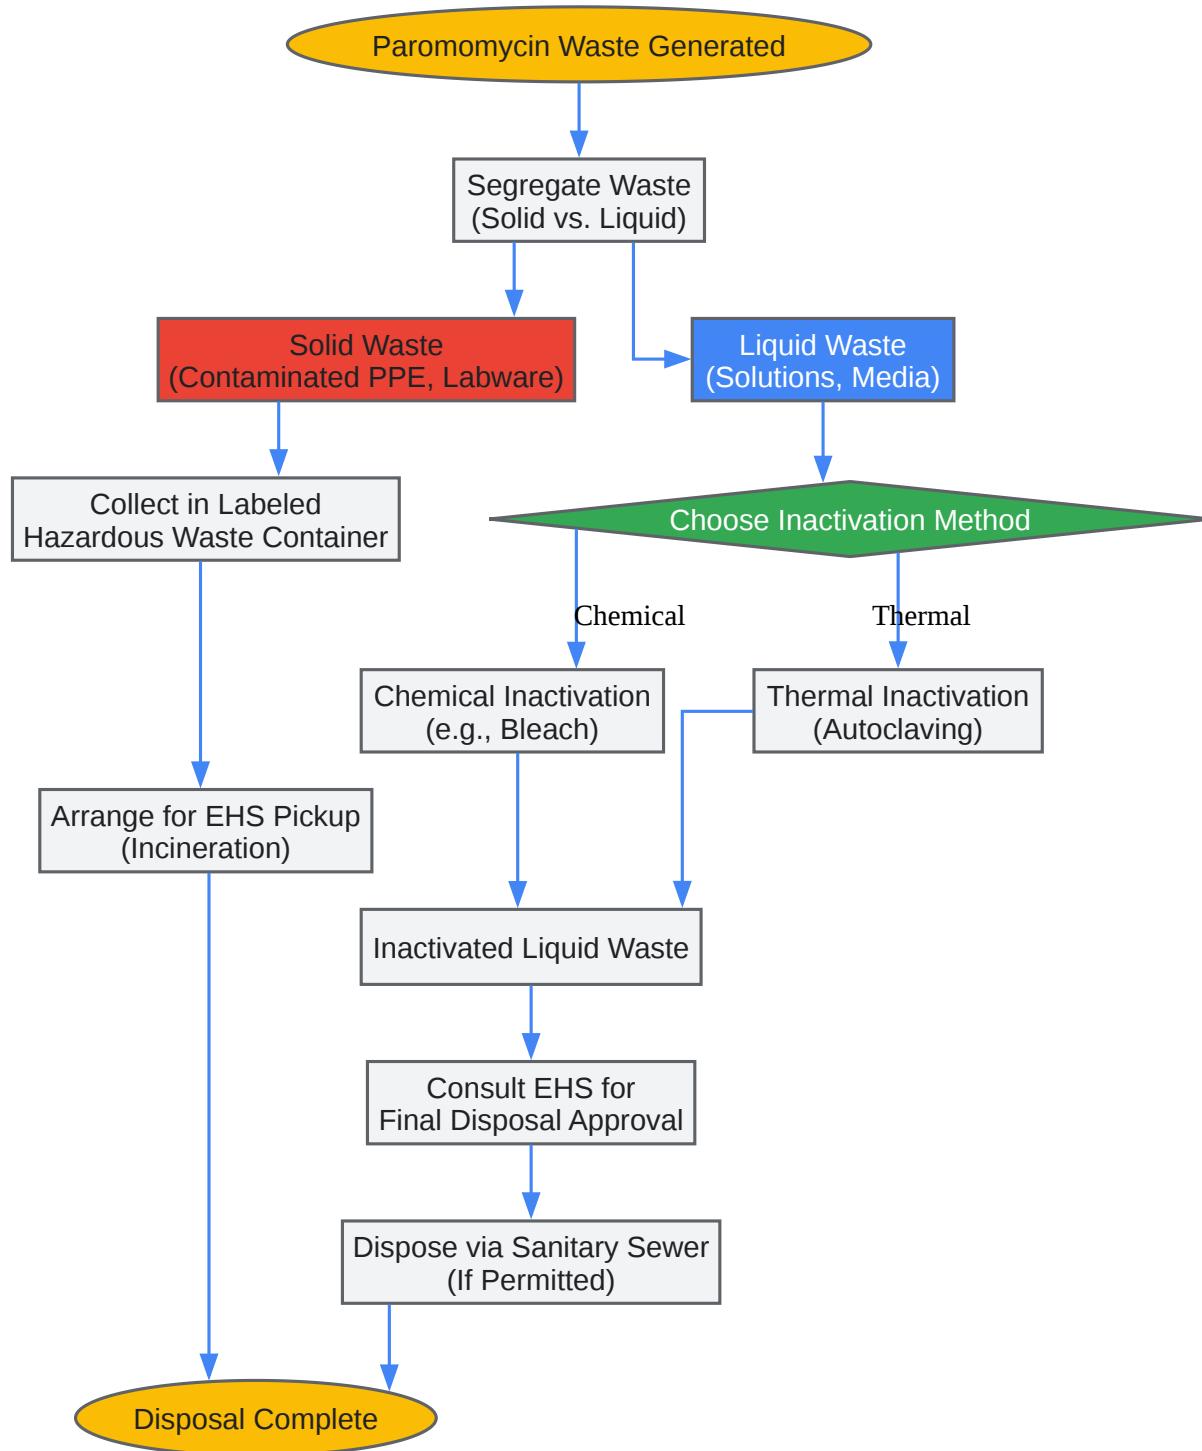 Paromomycin Waste Generated
Segregate Waste
(Solid vs. Liquid)
Solid Waste
(Contaminated PPE, Labware)
Liquid Waste
(Solutions, Media)
Collect in Labeled
Hazardous Waste Container
Choose Inactivation Method
Chemical
Thermal
Chemical Inactivation
(e.g., Bleach)
Thermal Inactivation
(Autoclaving)
Arrange for EHS Pickup
(Incineration)
Inactivated Liquid Waste
Consult EHS for
Final Disposal Approval
Dispose via Sanitary Sewer
(If Permitted)
Disposal Complete